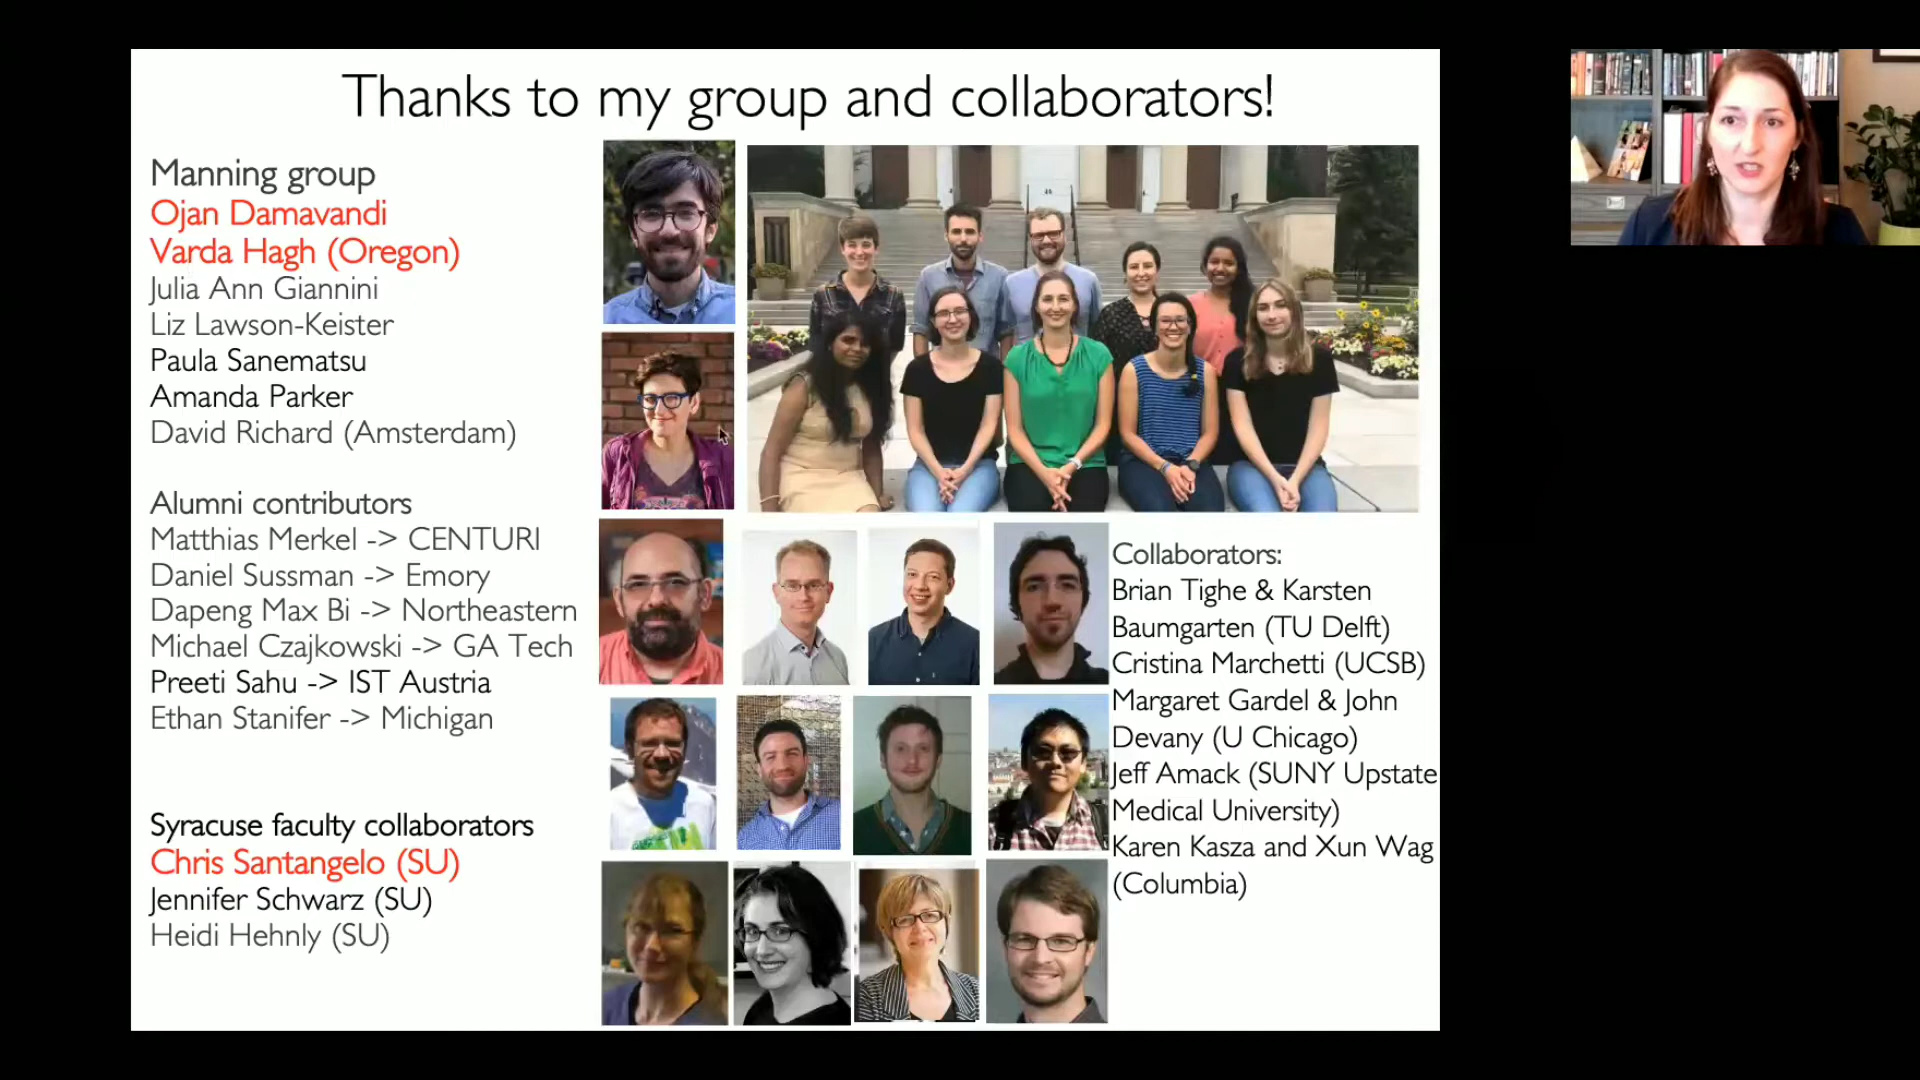 Thanks to my group and collaborators!
Manning group
Ojan Damavandi
Varda Hagh (Oregon)
Julia Ann Giannini
Liz Lawson-Keister
Paula Sanematsu
Amanda Parker
David Richard (Amsterdam)
Alumni contributors
Matthias Merkel -> CENTURI
Daniel Sussman -> Emory
Dapeng Max Bi -> Northeastern
Michael Czajkowski -> GA Tech
Preeti Sahu -> IST Austria
Ethan Stanifer -> Michigan
Syracuse faculty collaborators
Chris Santangelo (SU)
Jennifer Schwarz (SU)
Heidi Hehnly (SU)
Collaborators:
Brian Tighe & Karsten
Baumgarten (TU Delft)
Cristina Marchetti (UCSB)
Margaret Gardel & John
Devany (U Chicago)
Jeff Amack (SUNY Upstate
Medical University)
Karen Kasza and Xun Wag
(Columbia)